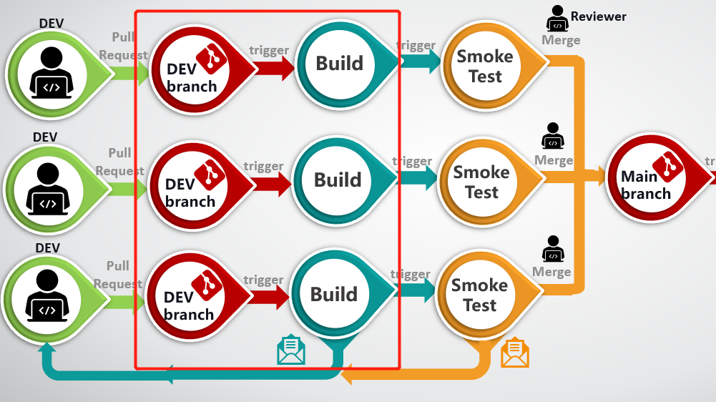 DEV
Pull
Request
DEV
branch
trigger
Build
trigger
Smoke
Test
Reviewer
Merge
DEV
Pull
Request
DEV
branch
trigger
Build
trigger
Smoke
Test
Merge
Main
branch
DEV
Pull
Request
DEV
branch
trigger
Build
trigger
Smoke
Test
Merge